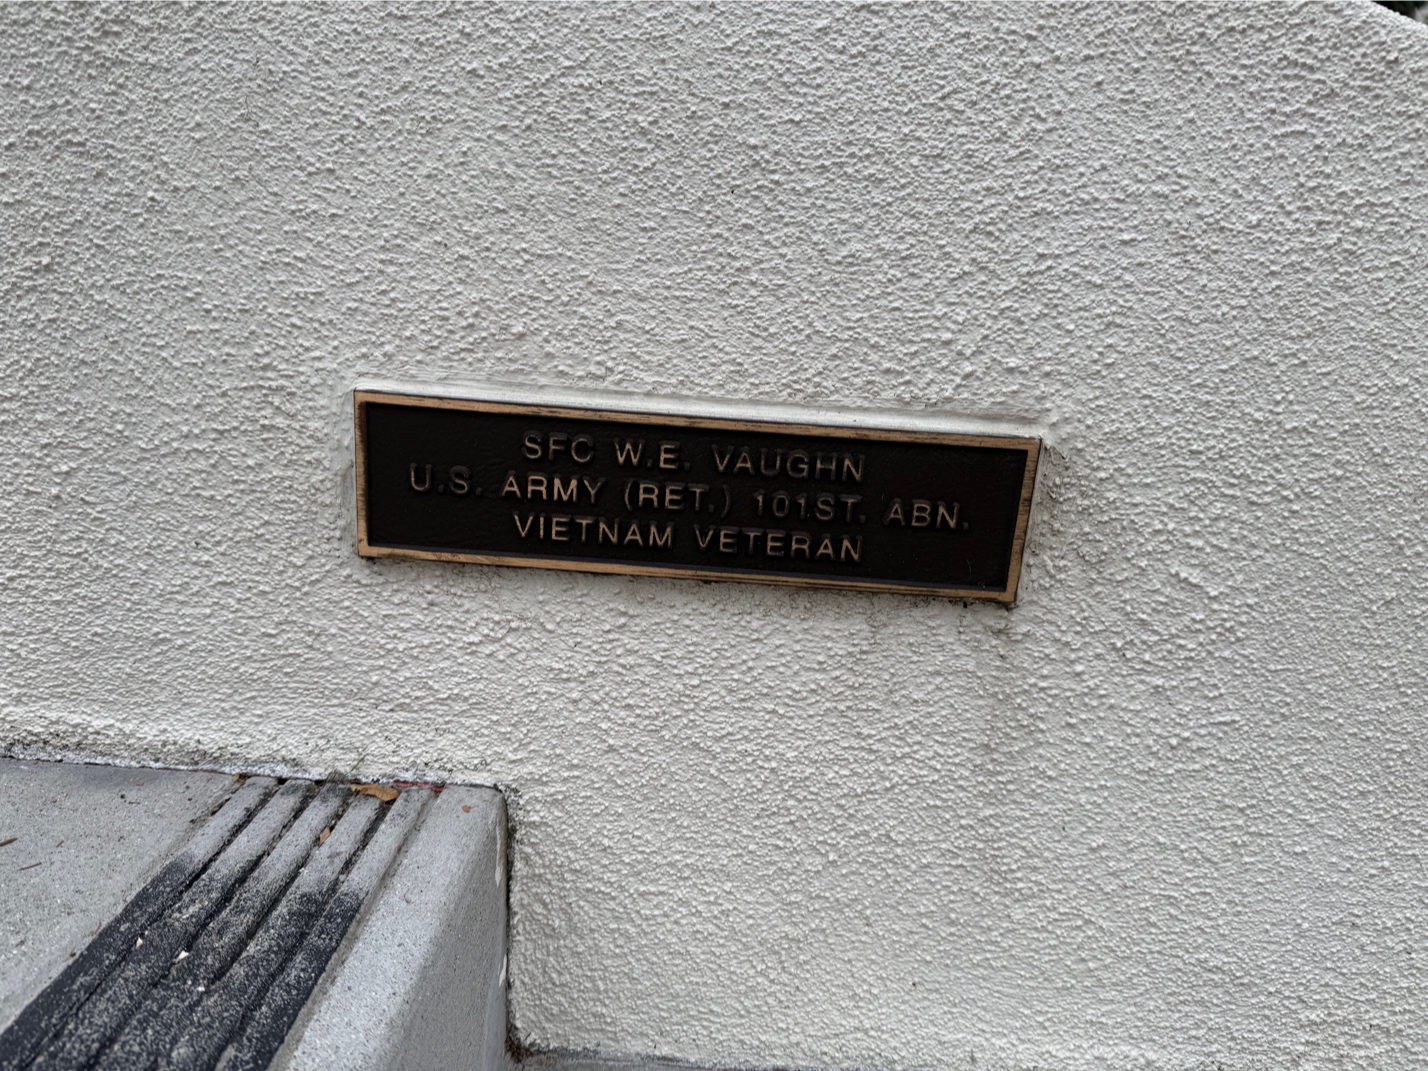 SFC W.E. VAUGHN
U.S. ARMY (RET.) 101ST. ABN.
VIETNAM VETERAN